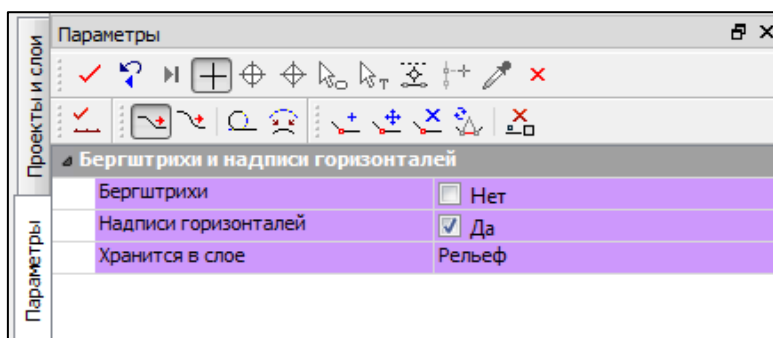 Проекты и слои
Параметры
Параметры
Бергштрихи и надписи горизонталей
Бергштрихи Нет
Надписи горизонталей Да
Хранится в слое Рельеф